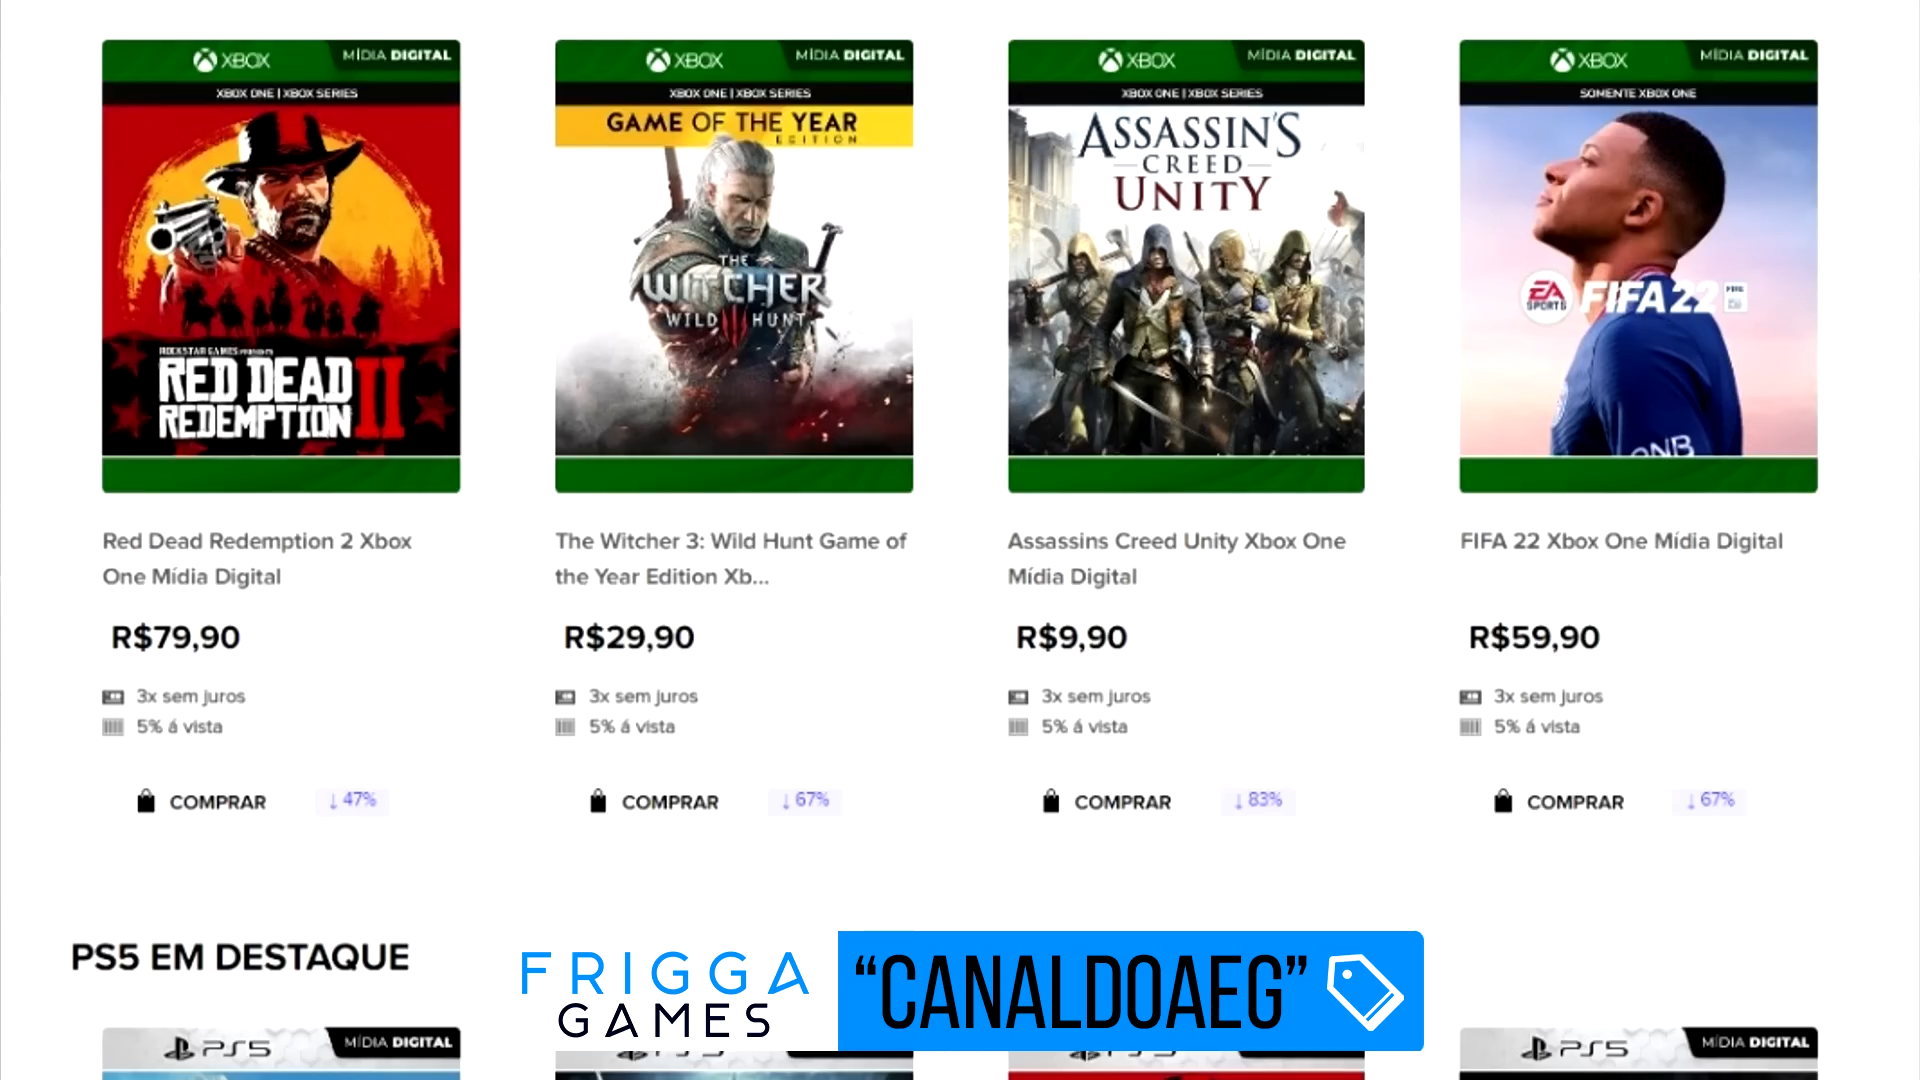 XBOX MÍDIA DIGITAL
XBOX ONE | XBOX SERIES
ROCKSTAR GAMES PRESENTS
RED DEAD
REDEMPTION II
XBOX MÍDIA DIGITAL
XBOX ONE | XBOX SERIES
GAME OF THE YEAR
EDITION
THE
WITCHER
WILD HUNT
XBOX MÍDIA DIGITAL
XBOX ONE | XBOX SERIES
ASSASSIN'S
CREED
UNITY
XBOX MÍDIA DIGITAL
SOMENTE XBOX ONE
EA
SPORTS
FIFA 22
Red Dead Redemption 2 Xbox
One Mídia Digital
R$79,90
3x sem juros
5% á vista
COMPRAR ↓ 47%
The Witcher 3: Wild Hunt Game of
the Year Edition Xb...
R$29,90
3x sem juros
5% á vista
COMPRAR ↓ 67%
Assassins Creed Unity Xbox One
Mídia Digital
R$9,90
3x sem juros
5% á vista
COMPRAR ↓ 83%
FIFA 22 Xbox One Mídia Digital
R$59,90
3x sem juros
5% á vista
COMPRAR ↓ 67%
PS5 EM DESTAQUE
FRIGGA
GAMES
“CANALDOAEG”
PS5 MÍDIA DIGITAL
PS5 MÍDIA DIGITAL